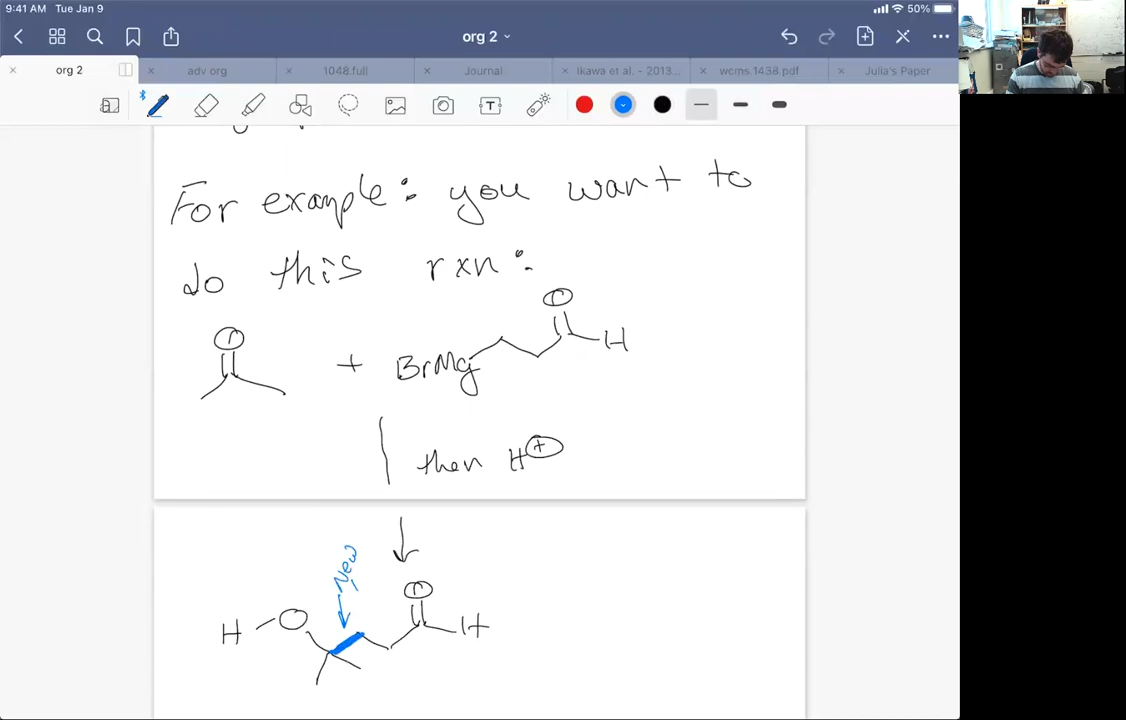 9:41 AM Tue Jan 9
50%
org 2
org 2
adv org
1048.full
Journal
Ikawa et al. - 2013...
wcms.1438.pdf
Julia's Paper
T
For example: you want to
do this rxn:
O
+ BrMg
O
H
then H+
New
H
O
O
H